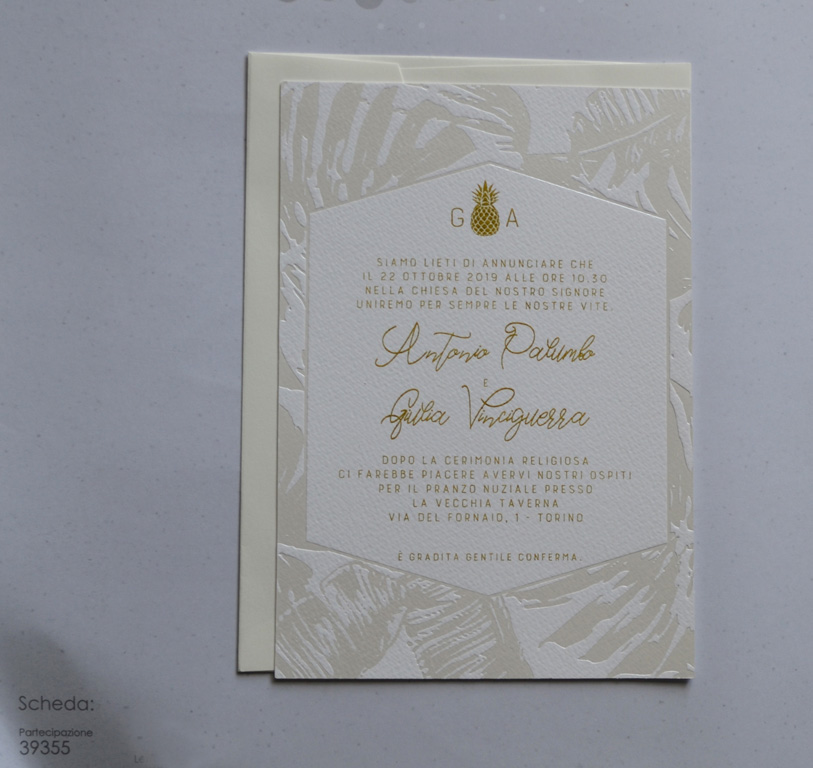 G A
SIAMO LIETI DI ANNUNCIARE CHE
IL 22 OTTOBRE 2019 ALLE ORE 10.30
NELLA CHIESA DEL NOSTRO SIGNORE
UNIREMO PER SEMPRE LE NOSTRE VITE.
Antonio Palumbo
E
Giulia Vinciguerra
DOPO LA CERIMONIA RELIGIOSA
CI FAREBBE PIACERE AVERVI NOSTRI OSPITI
PER IL PRANZO NUZIALE PRESSO
LA VECCHIA TAVERNA
VIA DEL FORNAIO, 1 - TORINO
È GRADITA GENTILE CONFERMA.
Scheda:
Partecipazione
39355